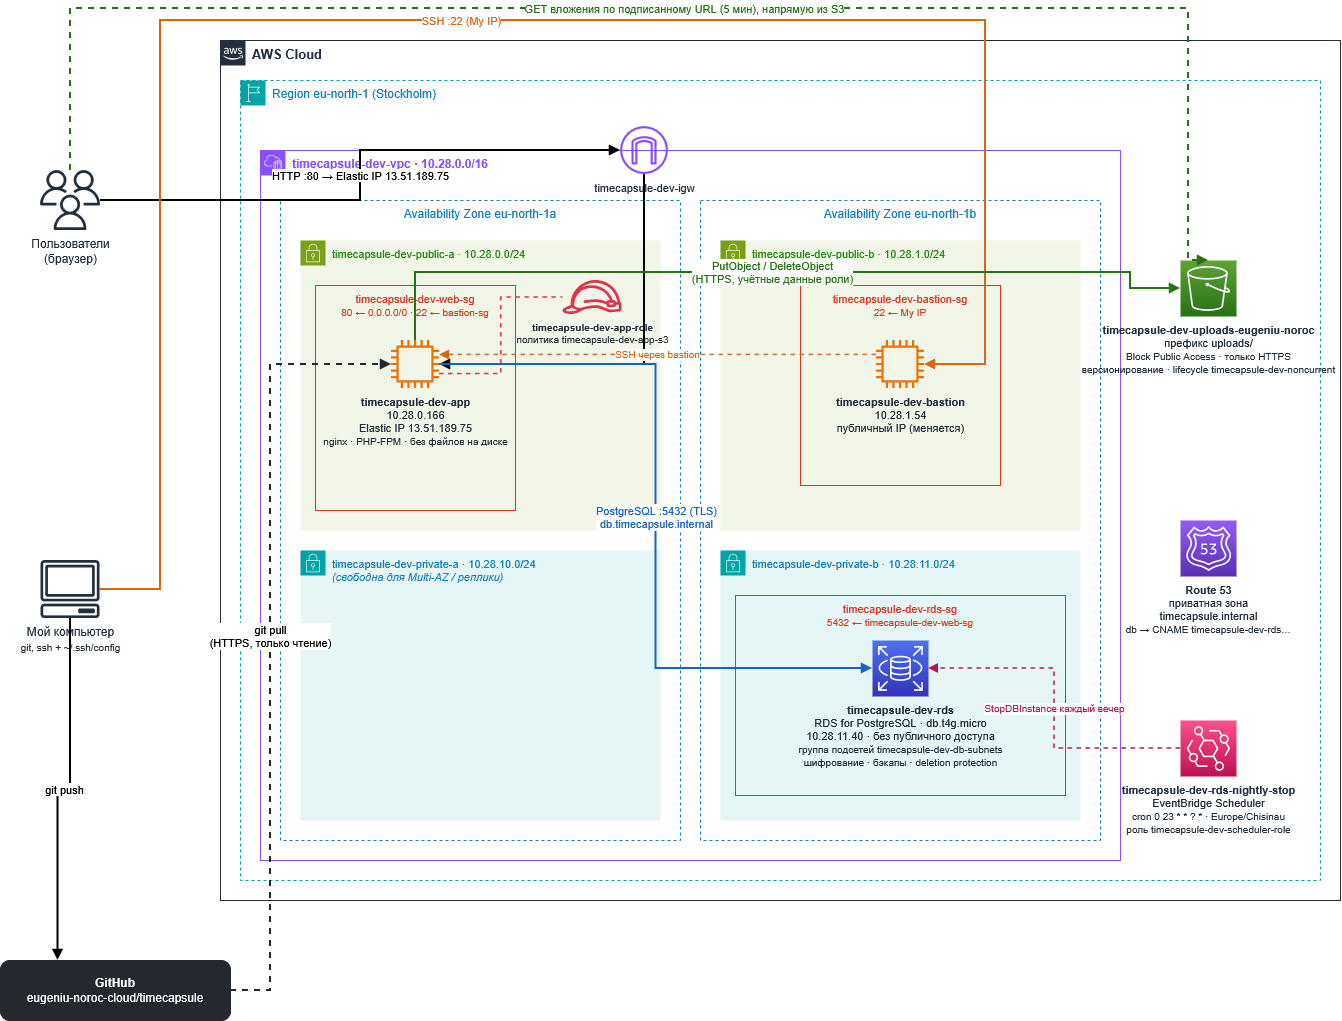 GET вложения по подписанному URL (5 мин), напрямую из S3
SSH :22 (My IP)
aws
AWS Cloud
Region eu-north-1 (Stockholm)
timecapsule-dev-vpc · 10.28.0.0/16
HTTP :80 → Elastic IP 13.51.189.75
timecapsule-dev-igw
Пользователи
(браузер)
Availability Zone eu-north-1a
Availability Zone eu-north-1b
timecapsule-dev-public-a · 10.28.0.0/24
timecapsule-dev-public-b · 10.28.1.0/24
PutObject / DeleteObject
(HTTPS, учётные данные роли)
timecapsule-dev-web-sg
80 ← 0.0.0.0/0 · 22 ← bastion-sg
timecapsule-dev-app-role
политика timecapsule-dev-app-s3
timecapsule-dev-bastion-sg
22 ← My IP
SSH через bastion
timecapsule-dev-uploads-eugeniu-noroc
префикс uploads/
Block Public Access · только HTTPS
версионирование · lifecycle timecapsule-dev-noncurrent
timecapsule-dev-app
10.28.0.166
Elastic IP 13.51.189.75
nginx · PHP-FPM · без файлов на диске
timecapsule-dev-bastion
10.28.1.54
публичный IP (меняется)
PostgreSQL :5432 (TLS)
db.timecapsule.internal
timecapsule-dev-private-a · 10.28.10.0/24
(свободна для Multi-AZ / реплики)
timecapsule-dev-private-b · 10.28.11.0/24
53
Route 53
приватная зона
timecapsule.internal
db → CNAME timecapsule-dev-rds...
Мой компьютер
git, ssh + ~/.ssh/config
git pull
(HTTPS, только чтение)
timecapsule-dev-rds-sg
5432 ← timecapsule-dev-web-sg
timecapsule-dev-rds
RDS for PostgreSQL · db.t4g.micro
10.28.11.40 · без публичного доступа
группа подсетей timecapsule-dev-db-subnets
шифрование · бэкапы · deletion protection
StopDBInstance каждый вечер
timecapsule-dev-rds-nightly-stop
EventBridge Scheduler
cron 0 23 * * ? * · Europe/Chisinau
роль timecapsule-dev-scheduler-role
git push
GitHub
eugeniu-noroc-cloud/timecapsule